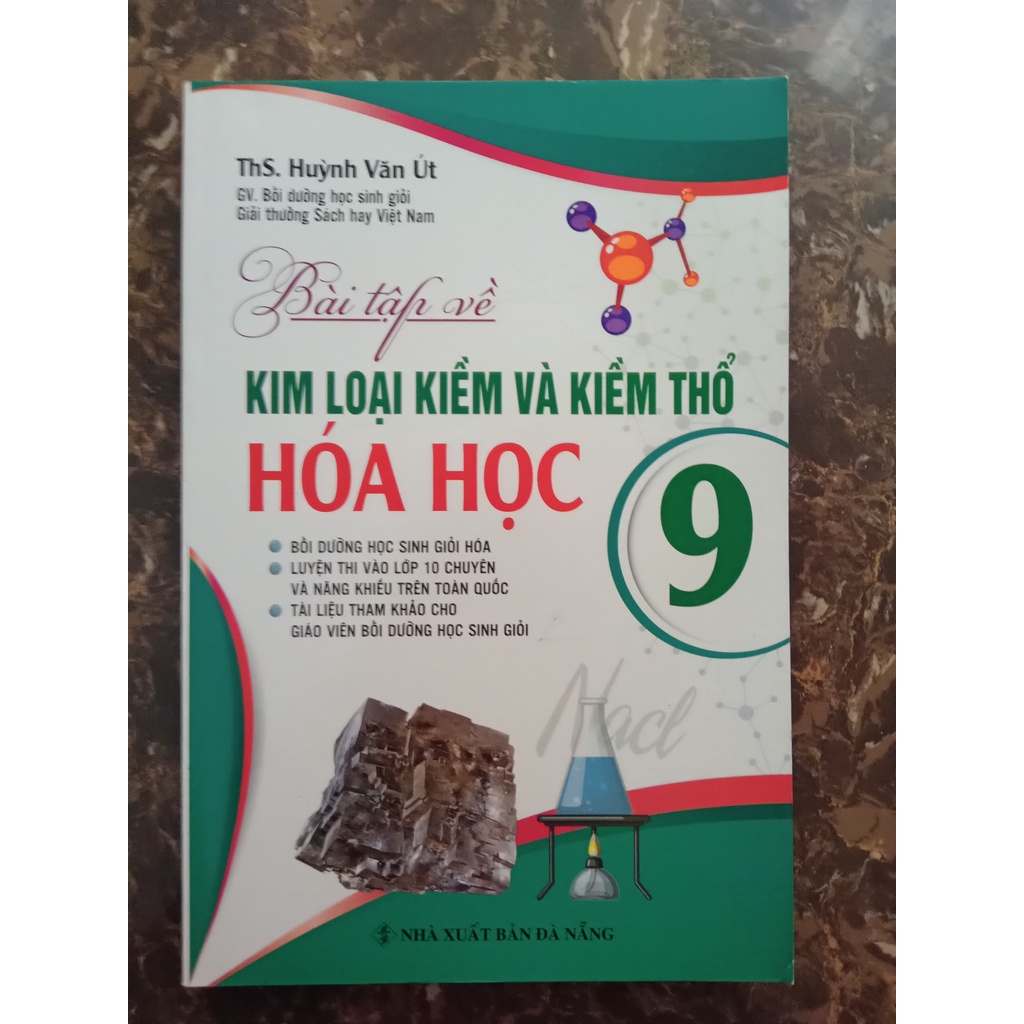 ThS. Huỳnh Văn Út
GV. Bồi dưỡng học sinh giỏi
Giải thưởng Sách hay Việt Nam
Bài tập về
KIM LOẠI KIỀM VÀ KIỀM THỔ
HÓA HỌC
9
BỒI DƯỠNG HỌC SINH GIỎI HÓA
LUYỆN THI VÀO LỚP 10 CHUYÊN
VÀ NĂNG KHIẾU TRÊN TOÀN QUỐC
TÀI LIỆU THAM KHẢO CHO
GIÁO VIÊN BỒI DƯỠNG HỌC SINH GIỎI
Nacl
NHÀ XUẤT BẢN ĐÀ NẴNG